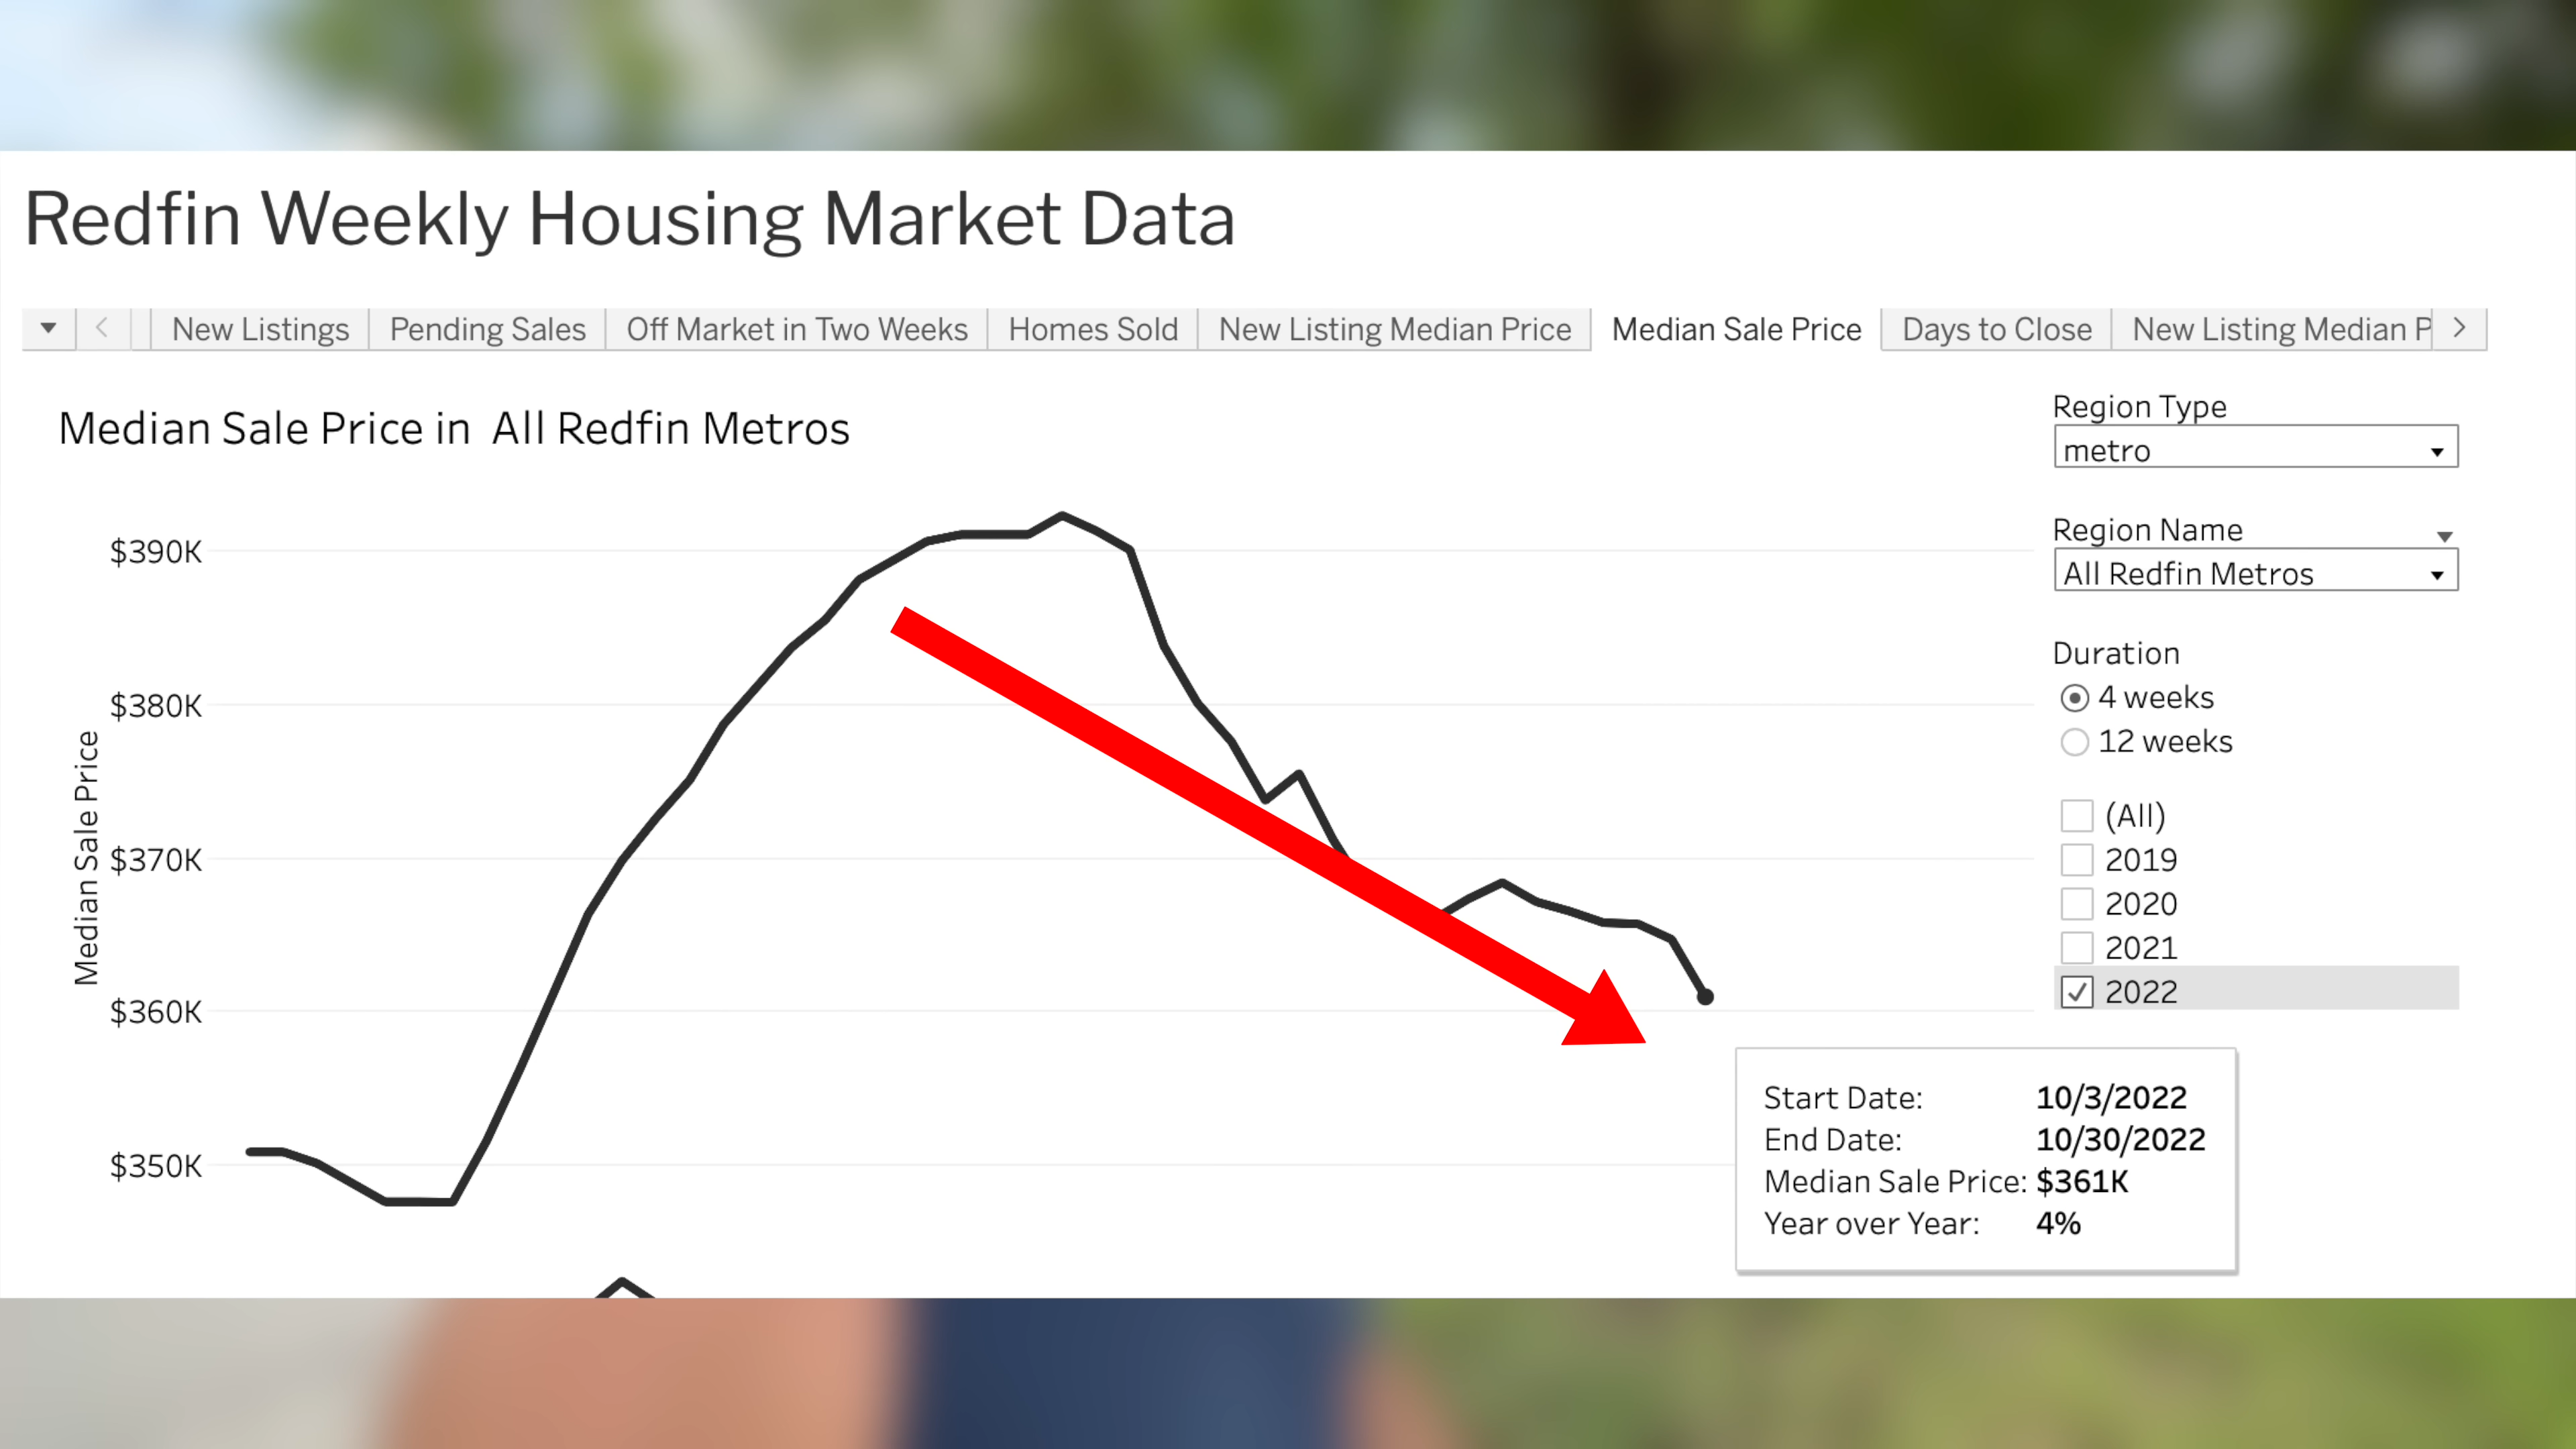 Redfin Weekly Housing Market Data
New Listings
Pending Sales
Off Market in Two Weeks
Homes Sold
New Listing Median Price
Median Sale Price
Days to Close
New Listing Median P
Median Sale Price in All Redfin Metros
Median Sale Price
$390K
$380K
$370K
$360K
$350K
Region Type
metro
Region Name
All Redfin Metros
Duration
4 weeks
12 weeks
(All)
2019
2020
2021
2022
Start Date: 10/3/2022
End Date: 10/30/2022
Median Sale Price: $361K
Year over Year: 4%